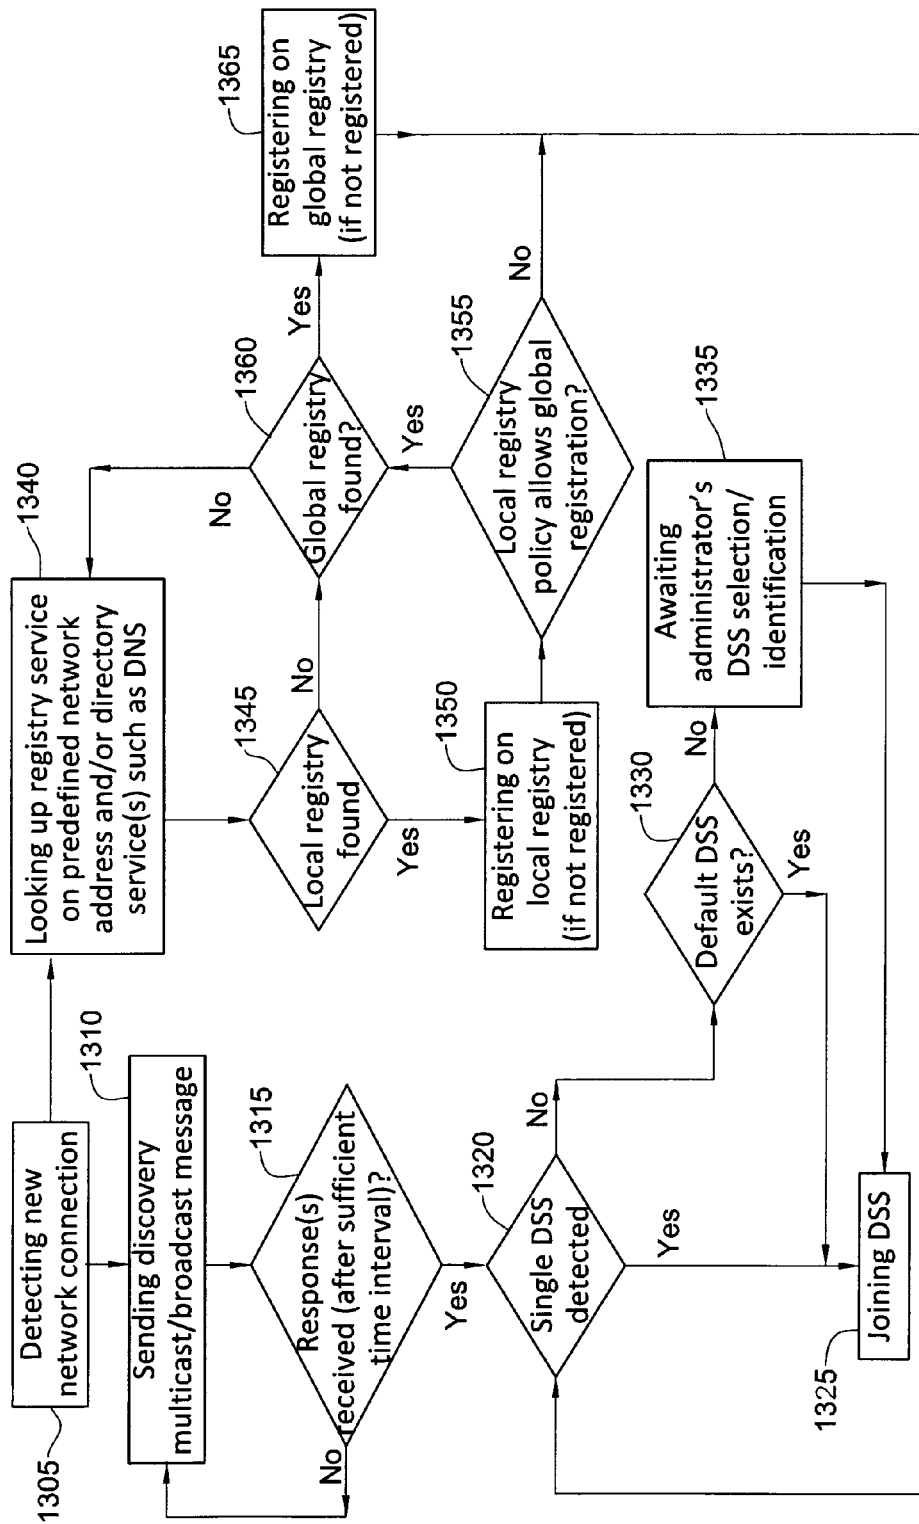 Detecting new
network connection
1305
Sending discovery
multicast/broadcast message
1310
Response(s)
received (after sufficient
time interval)?
1315
No
Yes
Single DSS
detected
1320
No
Yes
Joining DSS
1325
Default DSS
exists?
1330
No
Yes
Awaiting
administrator's
DSS selection/
identification
1335
Looking up registry service
on predefined network
address and/or directory
service(s) such as DNS
1340
Local registry
found
1345
No
Yes
Registering on
local registry
(if not registered)
1350
Local registry
policy allows global
registration?
1355
Yes
No
Global registry
found?
1360
No
Yes
Registering on
global registry
(if not registered)
1365